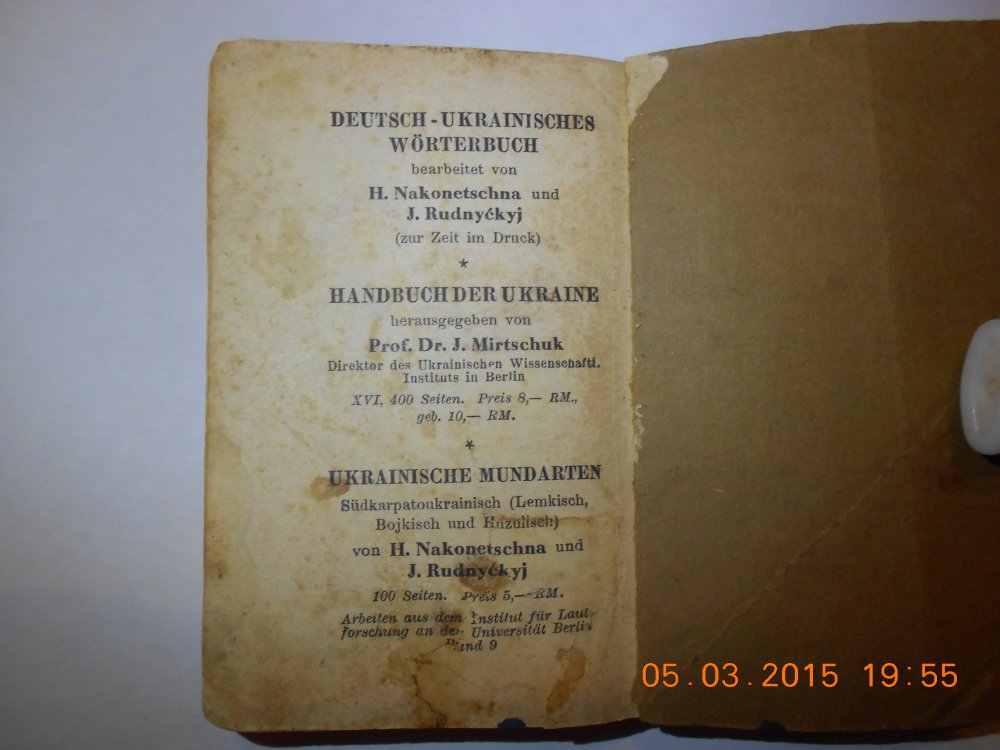 DEUTSCH-UKRAINISCHES
WÖRTERBUCH
bearbeitet von
H. Nakonetschna und
J. Rudnyćkyj
(zur Zeit im Druck)
*
HANDBUCH DER UKRAINE
herausgegeben von
Prof. Dr. J. Mirtschuk
Direktor des Ukrainischen Wissenschaftl.
Instituts in Berlin
XVI, 400 Seiten. Preis 8,— RM.,
geb. 10,— RM.
*
UKRAINISCHE MUNDARTEN
Südkarpatoukrainisch (Lemkisch,
Bojkisch und Huzulisch)
von H. Nakonetschna und
J. Rudnyćkyj
100 Seiten. Preis 5,— RM.
Arbeiten aus dem Institut für Laut-
forschung an der Universität Berlin
Band 9
05.03.2015 19:55